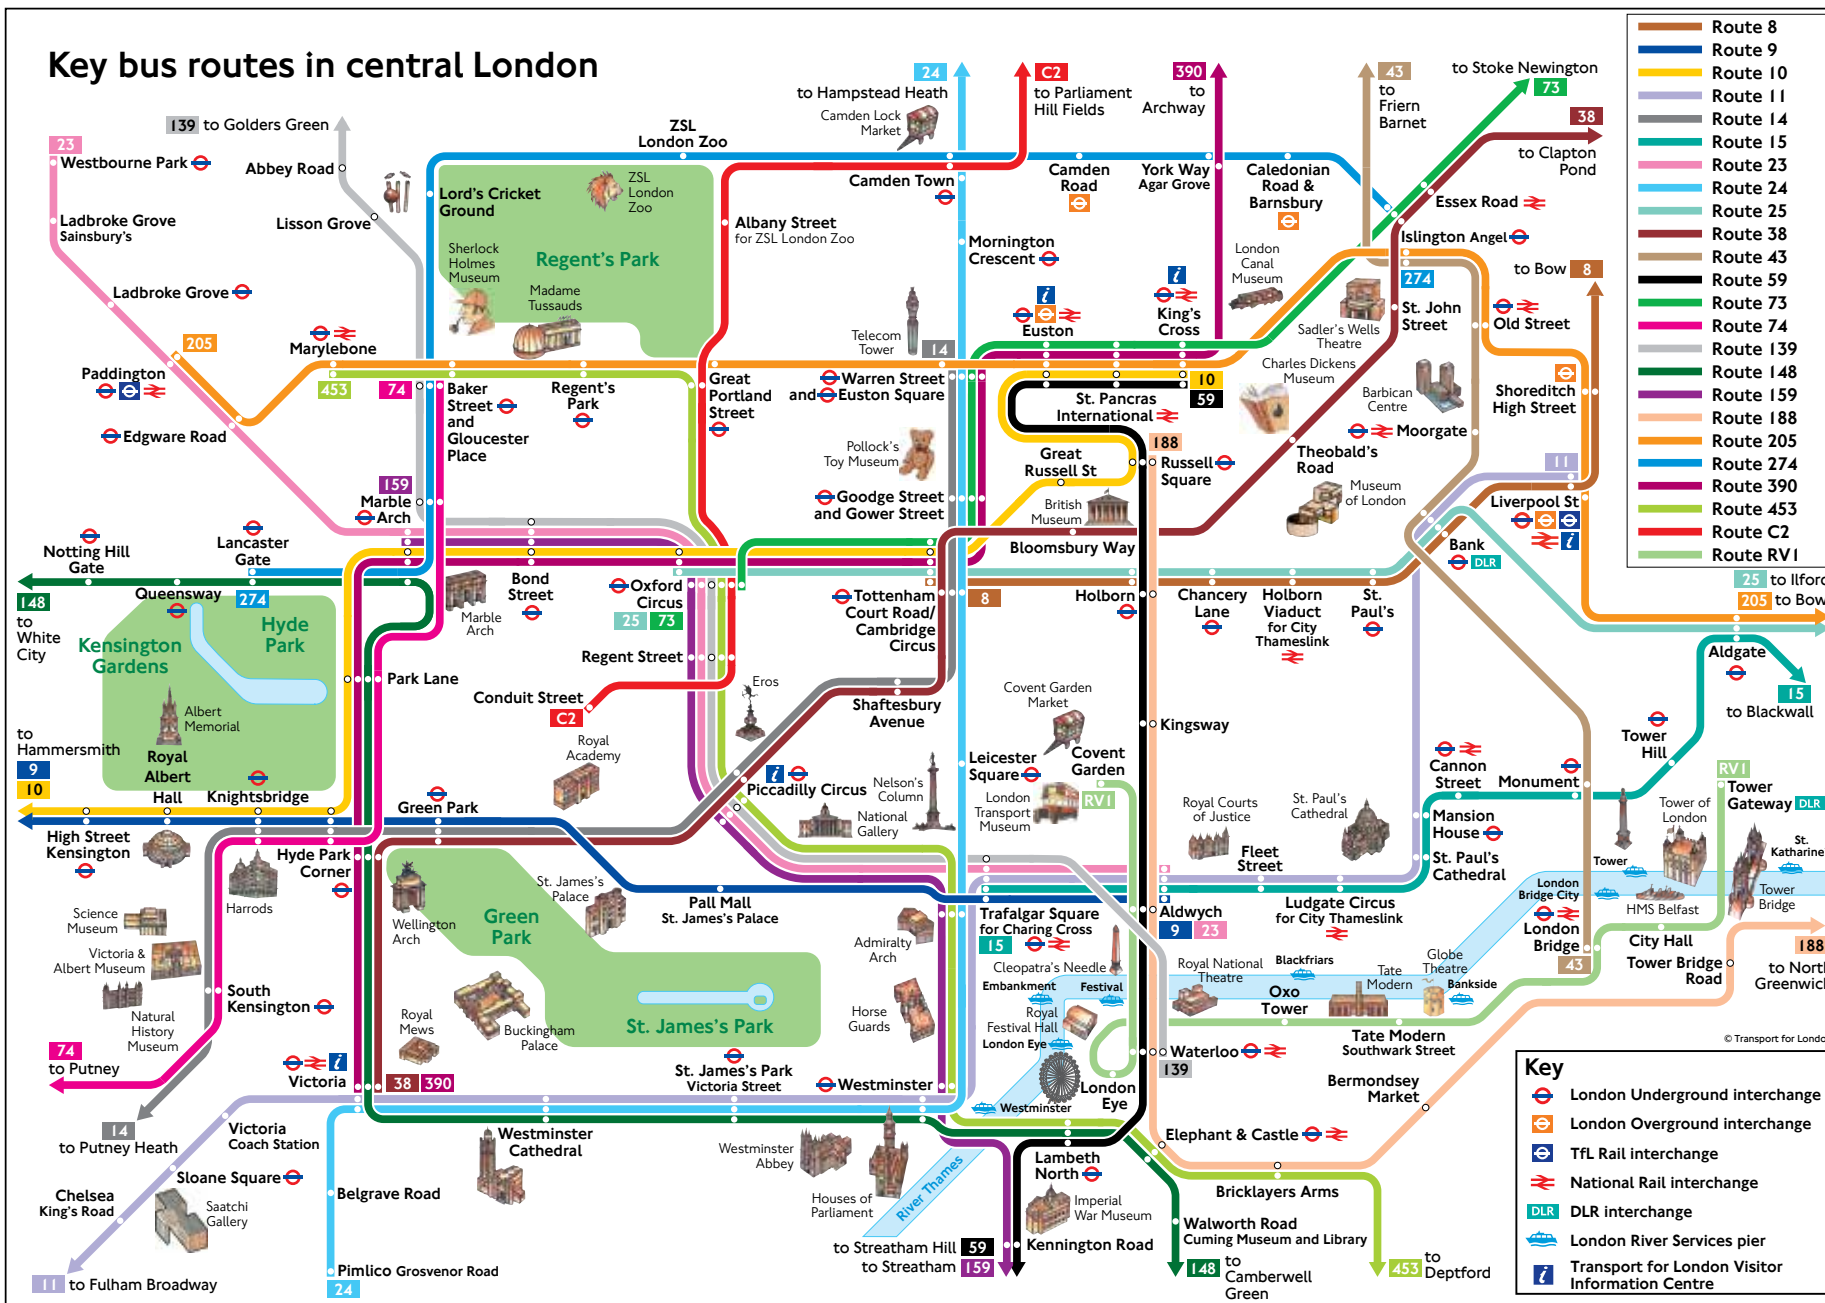 Key bus routes in central London
Route 8
Route 9
Route 10
Route 11
Route 14
Route 15
Route 23
Route 24
Route 25
Route 38
Route 43
Route 59
Route 73
Route 74
Route 139
Route 148
Route 159
Route 188
Route 205
Route 274
Route 390
Route 453
Route C2
Route RV1
23
Westbourne Park
139 to Golders Green
Abbey Road
Lisson Grove
Ladbroke Grove
Sainsbury's
Ladbroke Grove
205
Paddington
Marylebone
453
Edgware Road
Lord's Cricket
Ground
ZSL
London Zoo
ZSL
London
Zoo
Regent's Park
Sherlock
Holmes
Museum
Madame
Tussauds
24
to Hampstead Heath
Camden Lock
Market
C2
to Parliament
Hill Fields
390
to
Archway
43
to
Friern
Barnet
to Stoke Newington
73
38
to Clapton
Pond
Camden Town
Camden
Road
York Way
Agar Grove
Caledonian
Road &
Barnsbury
Essex Road
Islington Angel
274
to Bow 8
Albany Street
for ZSL London Zoo
Mornington
Crescent
London
Canal
Museum
Euston
King's
Cross
Sadler's Wells
Theatre
St. John
Street
Old Street
Telecom
Tower
14
74
Baker
Street
and
Gloucester
Place
Regent's
Park
Great
Portland
Street
Warren Street
and Euston Square
10
59
St. Pancras
International
Charles Dickens
Museum
Barbican
Centre
Shoreditch
High Street
Moorgate
Pollock's
Toy Museum
Great
Russell St
188
Russell
Square
Theobald's
Road
Museum
of London
11
Liverpool St
159
Marble
Arch
Goodge Street
and Gower Street
British
Museum
Bloomsbury Way
Bank
DLR
Notting Hill
Gate
Lancaster
Gate
Queensway
274
148
to
White
City
Kensington
Gardens
Hyde
Park
Marble
Arch
Bond
Street
Oxford
Circus
25 73
Tottenham
Court Road/
Cambridge
Circus
8
Holborn
Chancery
Lane
Holborn
Viaduct
for City
Thameslink
St.
Paul's
25 to Ilford
205 to Bow
Aldgate
15
to Blackwall
Regent Street
Park Lane
Conduit Street
C2
Eros
Shaftesbury
Avenue
Covent Garden
Market
Kingsway
Albert
Memorial
Royal
Albert
Hall
to
Hammersmith
9
10
Knightsbridge
Green Park
Royal
Academy
Piccadilly Circus
National
Gallery
Nelson's
Column
Leicester
Square
Covent
Garden
RV1
London
Transport
Museum
Royal Courts
of Justice
St. Paul's
Cathedral
Cannon
Street
Monument
Tower
Hill
RV1
Tower
Gateway DLR
Mansion
House
Tower of
London
St.
Katharine's
High Street
Kensington
Hyde Park
Corner
Harrods
Fleet
Street
St. Paul's
Cathedral
Tower
London
Bridge City
HMS Belfast
Tower
Bridge
Science
Museum
Victoria &
Albert Museum
Natural
History
Museum
South
Kensington
Wellington
Arch
Green
Park
St. James's
Palace
Pall Mall
St. James's Palace
Admiralty
Arch
Trafalgar Square
for Charing Cross
15
Aldwych
9 23
Ludgate Circus
for City Thameslink
London
Bridge
43
City Hall
Tower Bridge
Road
188
to North
Greenwich
Cleopatra's Needle
Embankment
Festival
Royal National
Theatre
Blackfriars
Oxo
Tower
Tate
Modern
Globe
Theatre
Bankside
Royal
Mews
Buckingham
Palace
St. James's Park
Horse
Guards
Royal
Festival Hall
London Eye
Waterloo
139
Tate Modern
Southwark Street
© Transport for London
74
to Putney
14
to Putney Heath
Victoria
38 390
St. James's Park
Victoria Street
Westminster
Westminster
London
Eye
Bermondsey
Market
Victoria
Coach Station
Sloane Square
Chelsea
King's Road
Saatchi
Gallery
11 to Fulham Broadway
Belgrave Road
Pimlico Grosvenor Road
24
Westminster
Cathedral
Westminster
Abbey
Houses of
Parliament
River Thames
Lambeth
North
Imperial
War Museum
Elephant & Castle
Bricklayers Arms
Walworth Road
Cuming Museum and Library
to Streatham Hill 59
to Streatham 159
Kennington Road
148 to
Camberwell
Green
453 to
Deptford
Key
London Underground interchange
London Overground interchange
TfL Rail interchange
National Rail interchange
DLR DLR interchange
London River Services pier
Transport for London Visitor
Information Centre